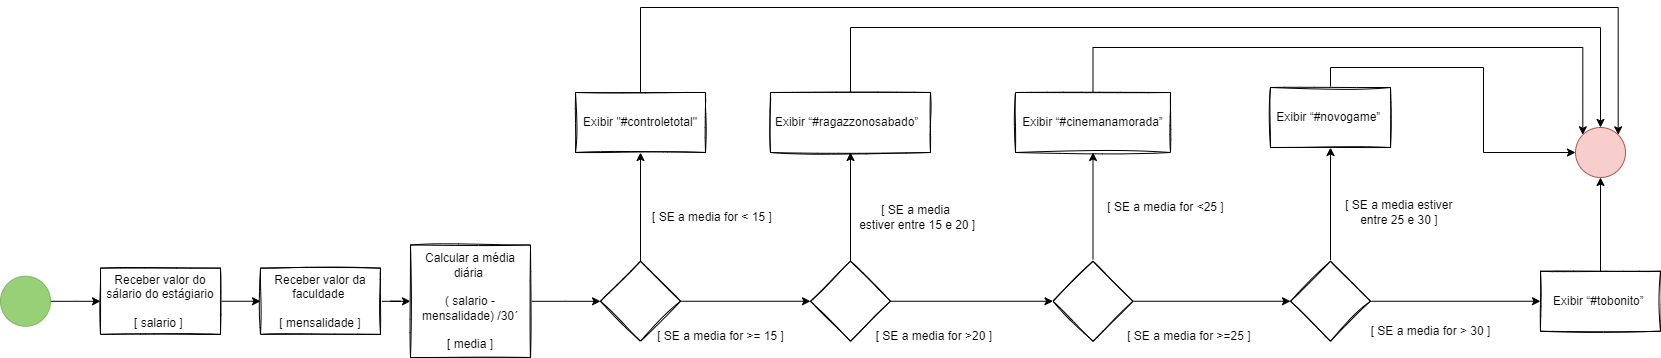 Receber valor do
sálario do estágiario
[ salario ]
Receber valor da
faculdade
[ mensalidade ]
Calcular a média
diária
( salario -
mensalidade) /30´
[ media ]
[ SE a media for < 15 ]
Exibir "#controletotal"
[ SE a media for >= 15 ]
[ SE a media
estiver entre 15 e 20 ]
Exibir “#ragazzonosabado”
[ SE a media for >20 ]
[ SE a media for <25 ]
Exibir “#cinemanamorada”
[ SE a media for >=25 ]
[ SE a media estiver
entre 25 e 30 ]
Exibir “#novogame”
[ SE a media for > 30 ]
Exibir “#tobonito”